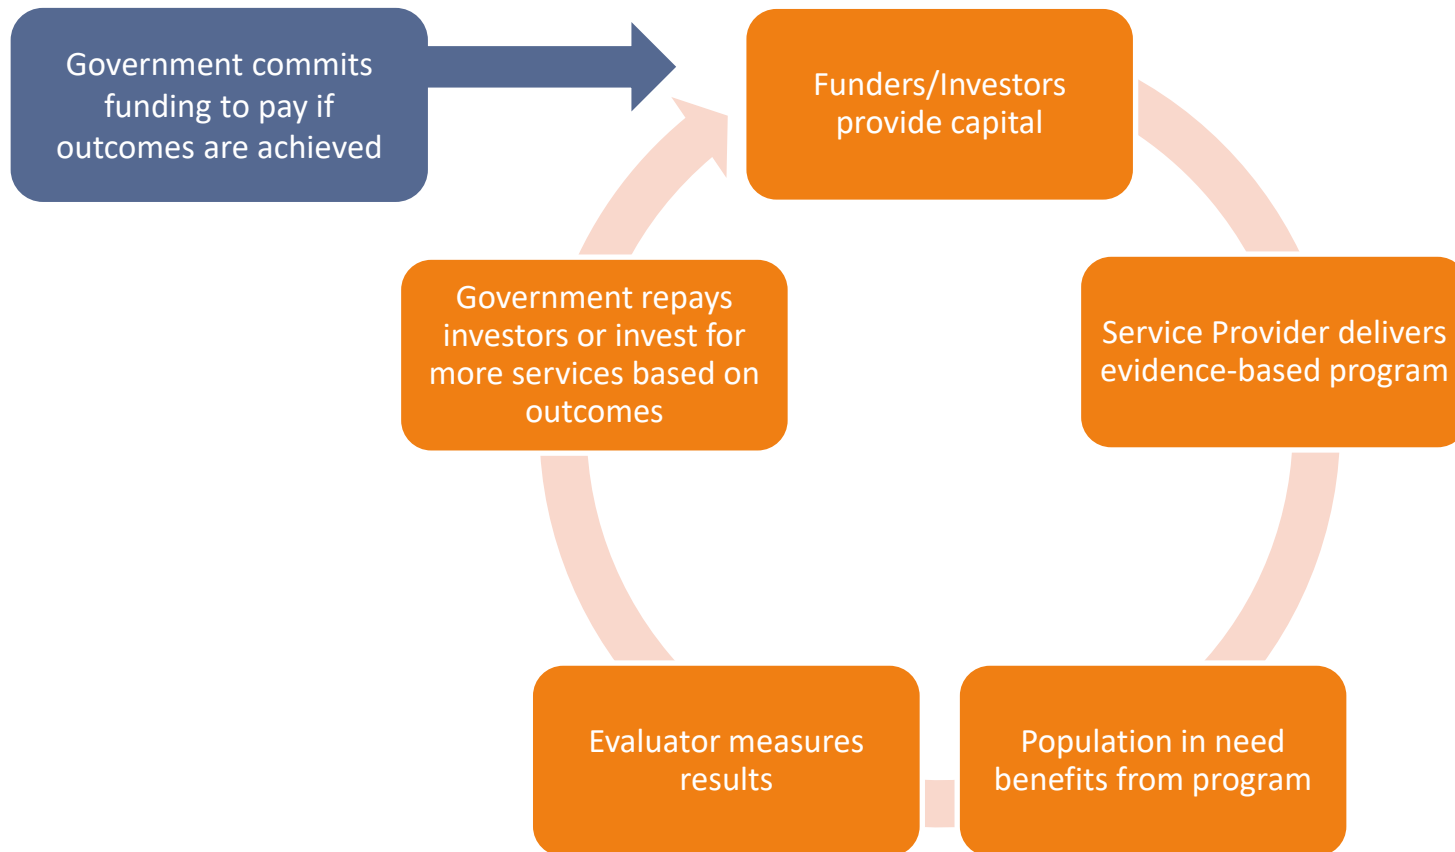 Government commits
funding to pay if
outcomes are achieved
Funders/Investors
provide capital
Service Provider delivers
evidence-based program
Population in need
benefits from program
Evaluator measures
results
Government repays
investors or invest for
more services based on
outcomes